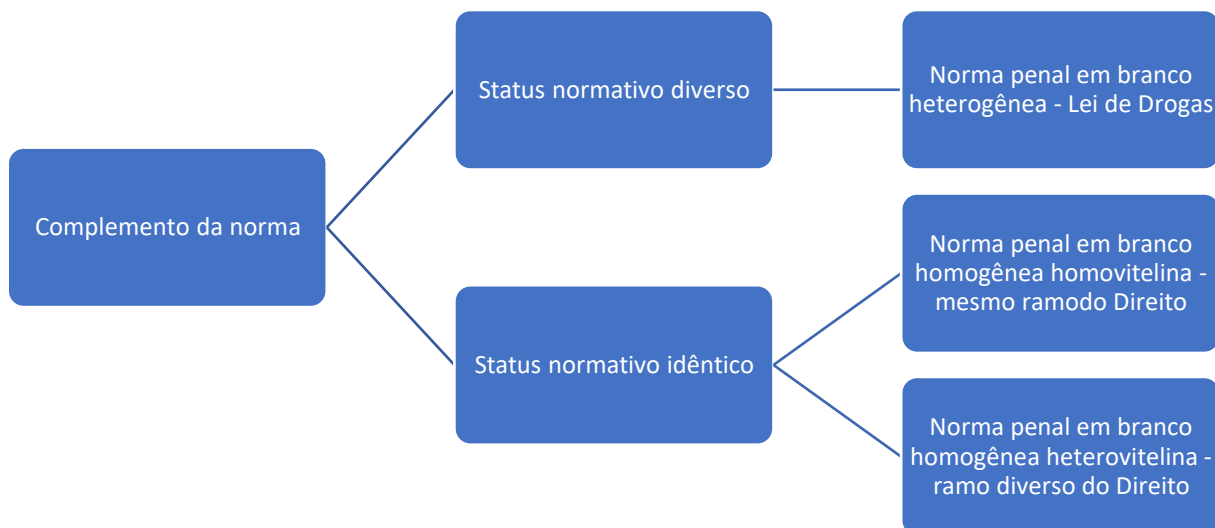 Complemento da norma
Status normativo diverso
Norma penal em branco
heterogênea - Lei de Drogas
Status normativo idêntico
Norma penal em branco
homogênea homovitelina -
mesmo ramodo Direito
Norma penal em branco
homogênea heterovitelina -
ramo diverso do Direito